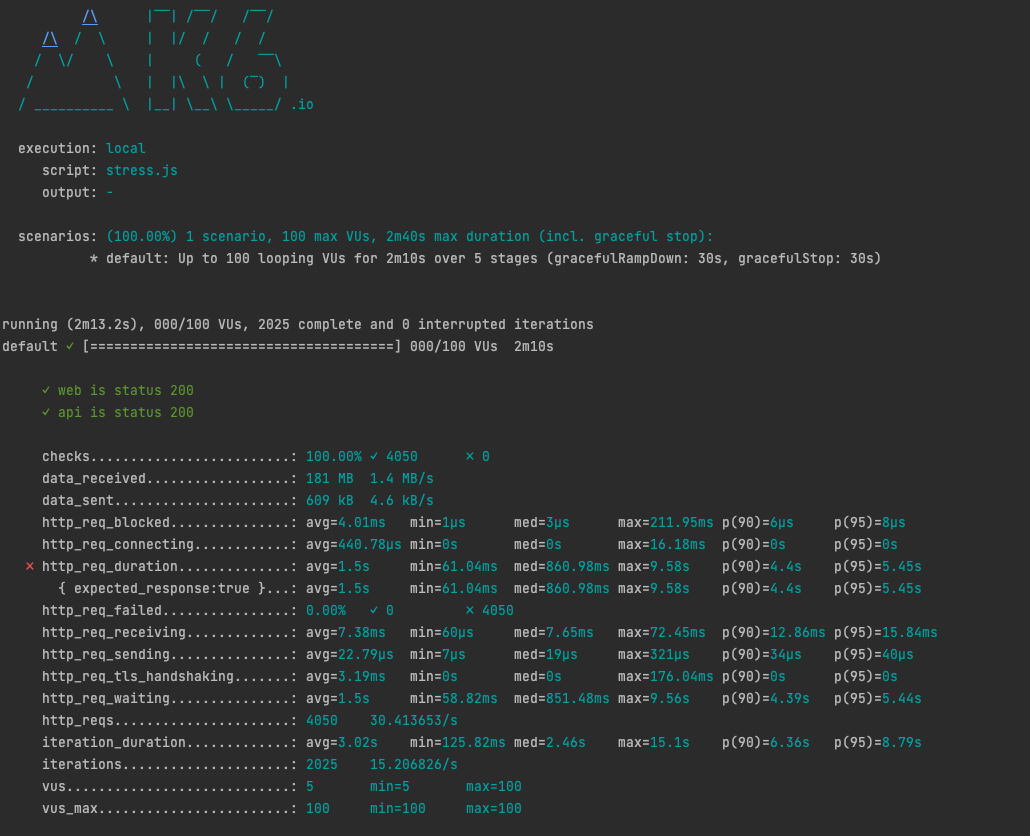 /\      |‾‾| /‾‾/   /‾‾/
     /\  /  \     |  |/  /   /  /
    /  \/    \    |     (   /   ‾‾\
   /          \   |  |\  \ |  (‾)  |
  / __________ \  |__| \__\ \_____/ .io
execution: local
script: stress.js
output: -
scenarios: (100.00%) 1 scenario, 100 max VUs, 2m40s max duration (incl. graceful stop):
* default: Up to 100 looping VUs for 2m10s over 5 stages (gracefulRampDown: 30s, gracefulStop: 30s)
running (2m13.2s), 000/100 VUs, 2025 complete and 0 interrupted iterations
default ✓ [======================================] 000/100 VUs  2m10s
✓ web is status 200
✓ api is status 200
checks.........................: 100.00% ✓ 4050      ✗ 0
data_received..................: 181 MB  1.4 MB/s
data_sent......................: 609 kB  4.6 kB/s
http_req_blocked...............: avg=4.01ms   min=1µs      med=3µs      max=211.95ms p(90)=6µs     p(95)=8µs
http_req_connecting............: avg=440.78µs min=0s       med=0s       max=16.18ms  p(90)=0s      p(95)=0s
✗ http_req_duration..............: avg=1.5s     min=61.04ms  med=860.98ms max=9.58s    p(90)=4.4s    p(95)=5.45s
{ expected_response:true }...: avg=1.5s     min=61.04ms  med=860.98ms max=9.58s    p(90)=4.4s    p(95)=5.45s
http_req_failed................: 0.00%   ✓ 0         ✗ 4050
http_req_receiving.............: avg=7.38ms   min=60µs     med=7.65ms   max=72.45ms  p(90)=12.86ms p(95)=15.84ms
http_req_sending...............: avg=22.79µs  min=7µs      med=19µs     max=321µs    p(90)=34µs    p(95)=40µs
http_req_tls_handshaking.......: avg=3.19ms   min=0s       med=0s       max=176.04ms p(90)=0s      p(95)=0s
http_req_waiting...............: avg=1.5s     min=58.82ms  med=851.48ms max=9.56s    p(90)=4.39s   p(95)=5.44s
http_reqs......................: 4050    30.413653/s
iteration_duration.............: avg=3.02s    min=125.82ms med=2.46s    max=15.1s    p(90)=6.36s   p(95)=8.79s
iterations.....................: 2025    15.206826/s
vus............................: 5       min=5       max=100
vus_max........................: 100     min=100     max=100